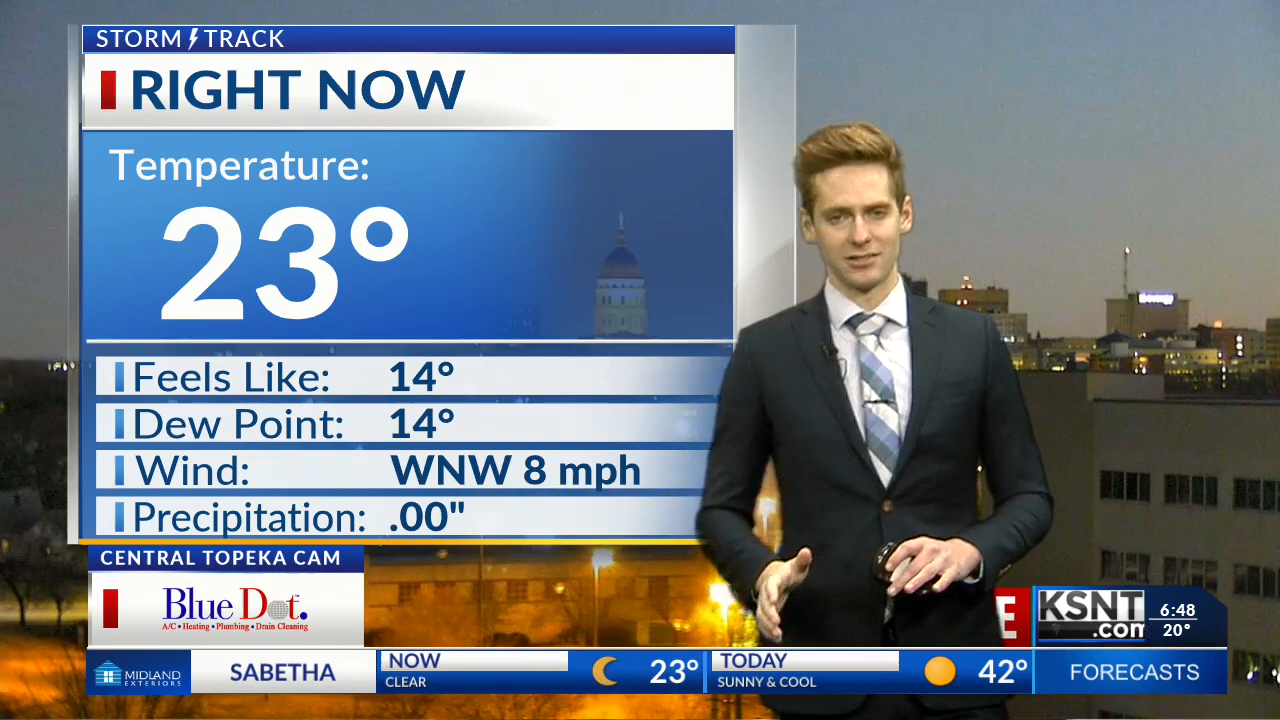 STORM TRACK
RIGHT NOW
Temperature:
23°
Feels Like: 14°
Dew Point: 14°
Wind: WNW 8 mph
Precipitation: .00"
CENTRAL TOPEKA CAM
Blue Dot.
A/C • Heating • Plumbing • Drain Cleaning
E
KSNT
.com
6:48
20°
MIDLAND
EXTERIORS
SABETHA
NOW
CLEAR
23°
TODAY
SUNNY & COOL
42°
FORECASTS